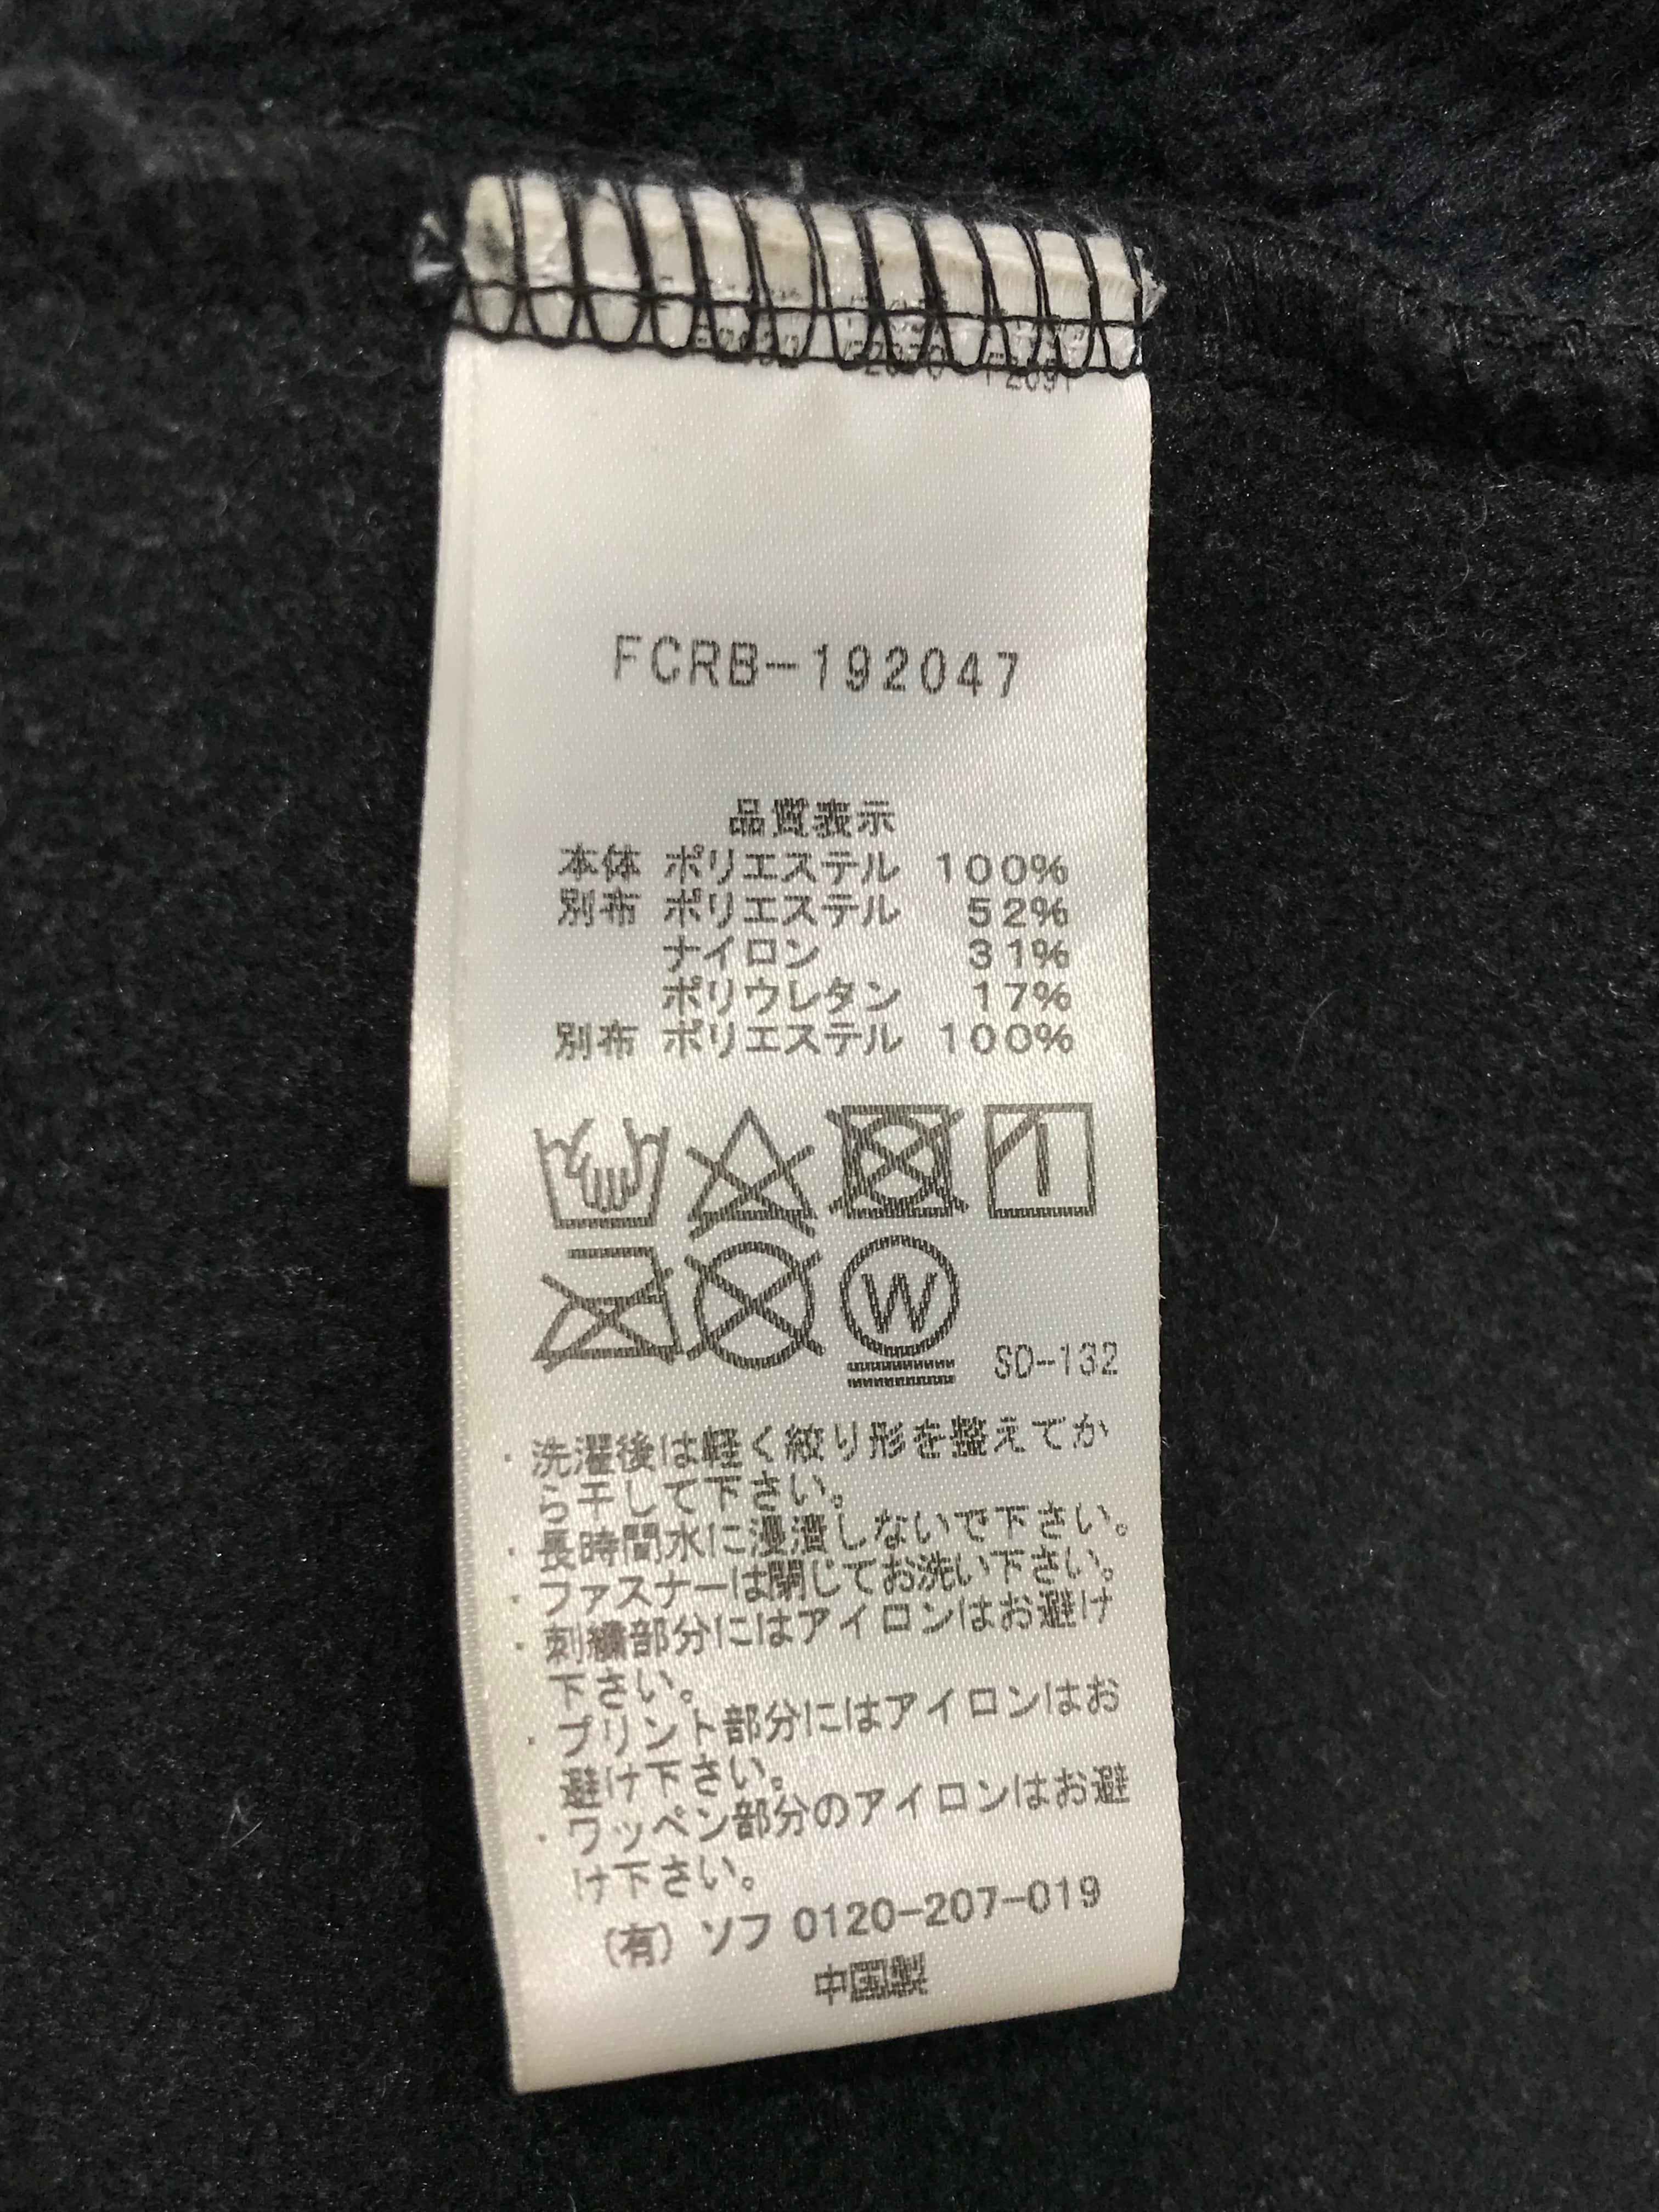 FCRB-192047
品質表示
本体 ポリエステル 100%
別布 ポリエステル 52%
ナイロン 31%
ポリウレタン 17%
別布 ポリエステル 100%
W
SD-132
・洗濯後は軽く絞り形を整えてか
ら干して下さい。
・長時間水に浸漬しないで下さい。
・ファスナーは閉じてお洗い下さい。
・刺繍部分にはアイロンはお避け
下さい。
・プリント部分にはアイロンはお
避け下さい。
・ワッペン部分のアイロンはお避
け下さい。
(有) ソフ 0120-207-019
中国製